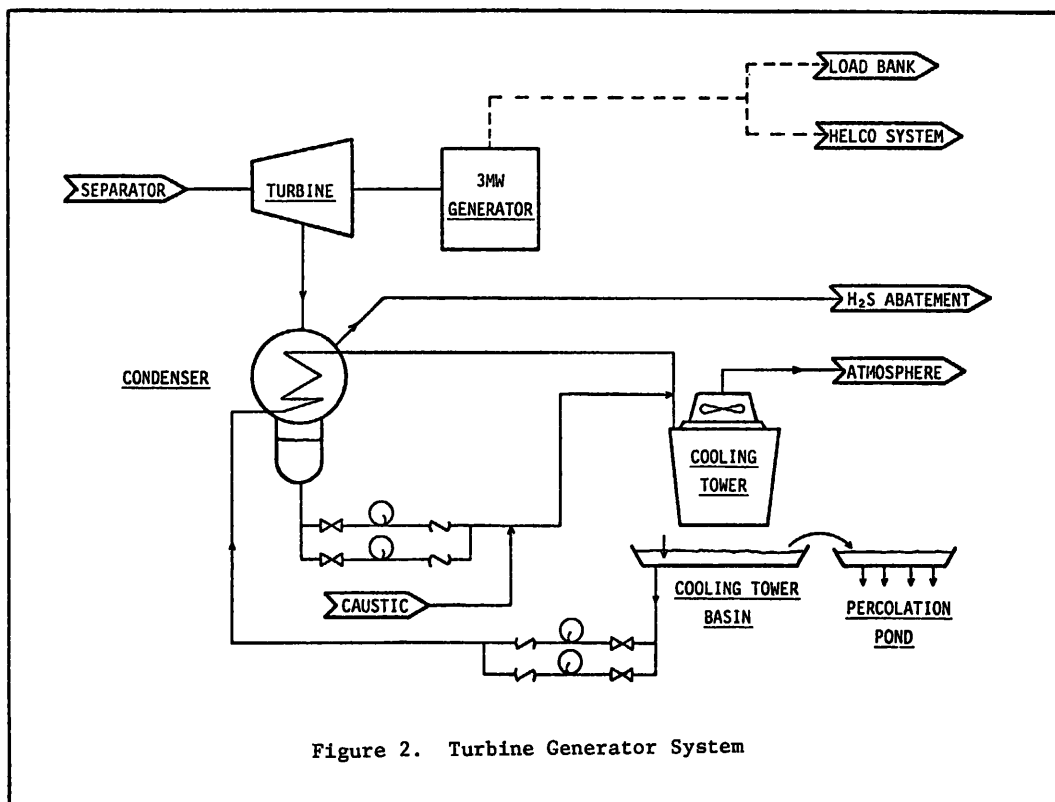 LOAD BANK
HELCO SYSTEM
SEPARATOR
TURBINE
3MW
GENERATOR
H₂S ABATEMENT
CONDENSER
ATMOSPHERE
COOLING
TOWER
CAUSTIC
COOLING TOWER
BASIN
PERCOLATION
POND
Figure 2. Turbine Generator System